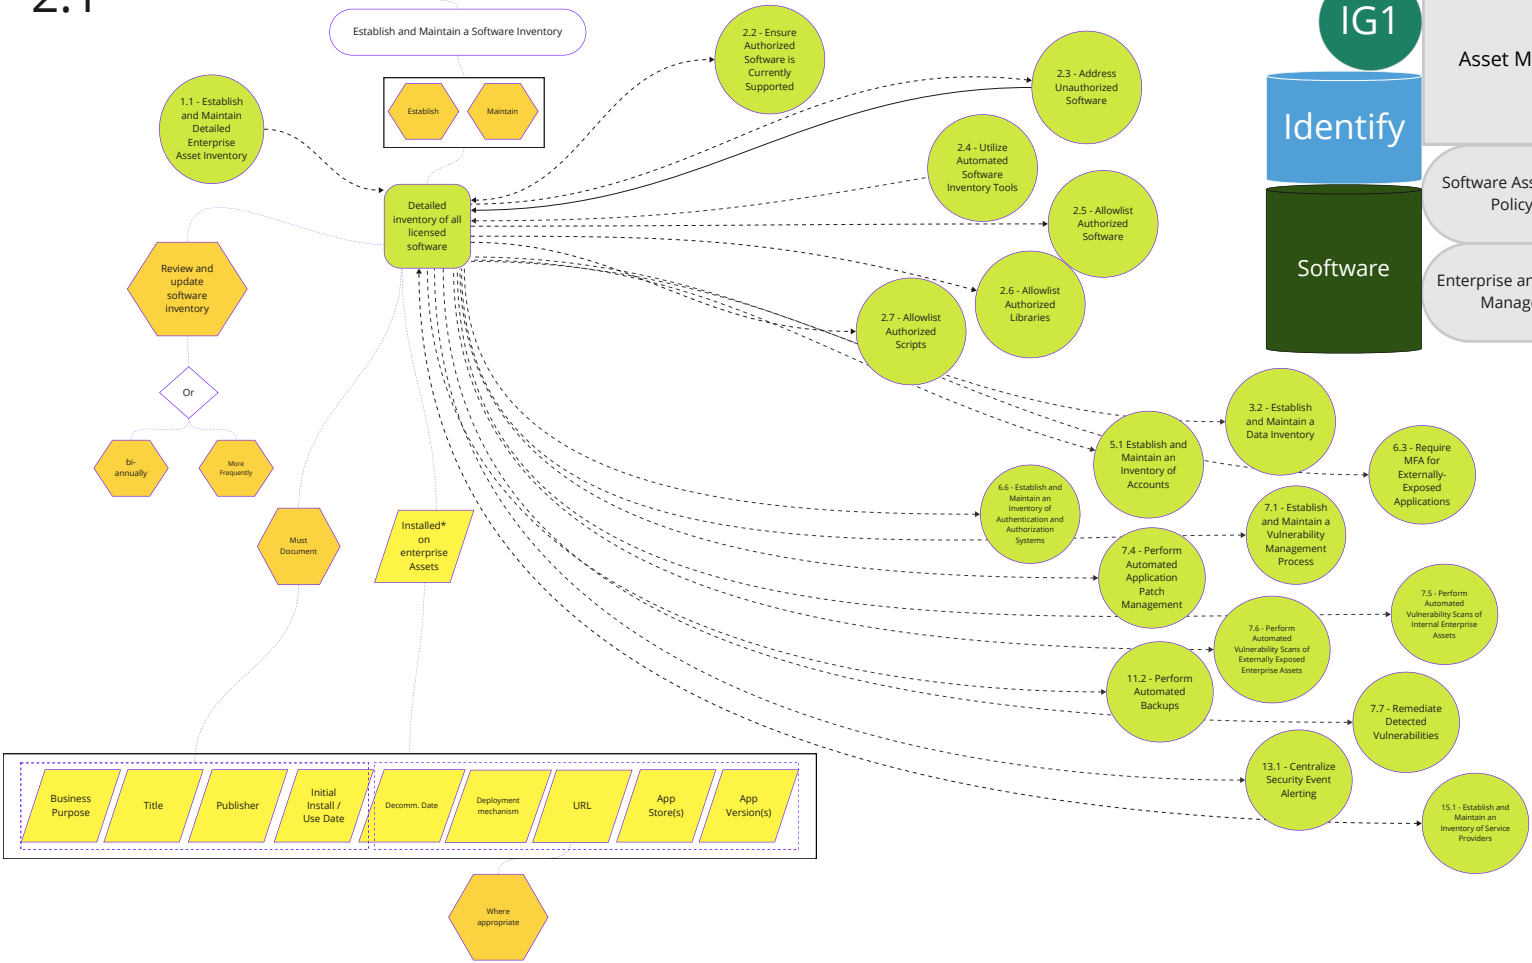 2.1
Establish and Maintain a Software Inventory
Establish
Maintain
1.1 - Establish
and Maintain
Detailed
Enterprise
Asset Inventory
Detailed
inventory of all
licensed
software
2.2 - Ensure
Authorized
Software is
Currently
Supported
2.3 - Address
Unauthorized
Software
2.4 - Utilize
Automated
Software
Inventory Tools
2.5 - Allowlist
Authorized
Software
2.6 - Allowlist
Authorized
Libraries
2.7 - Allowlist
Authorized
Scripts
IG1
Asset M
Identify
Software Ass
Policy
Software
Enterprise an
Manag
Review and
update
software
inventory
Or
bi-
annually
More
Frequently
Must
Document
Installed*
on
enterprise
Assets
3.2 - Establish
and Maintain a
Data Inventory
5.1 Establish and
Maintain an
Inventory of
Accounts
6.3 - Require
MFA for
Externally-
Exposed
Applications
6.6 - Establish and
Maintain an
Inventory of
Authentication and
Authorization
Systems
7.1 - Establish
and Maintain a
Vulnerability
Management
Process
7.4 - Perform
Automated
Application
Patch
Management
7.5 - Perform
Automated
Vulnerability Scans of
Internal Enterprise
Assets
7.6 - Perform
Automated
Vulnerability Scans of
Externally Exposed
Enterprise Assets
11.2 - Perform
Automated
Backups
7.7 - Remediate
Detected
Vulnerabilities
13.1 - Centralize
Security Event
Alerting
15.1 - Establish and
Maintain an
Inventory of Service
Providers
Business
Purpose
Title
Publisher
Initial
Install /
Use Date
Decomm. Date
Deployment
mechanism
URL
App
Store(s)
App
Version(s)
Where
appropriate